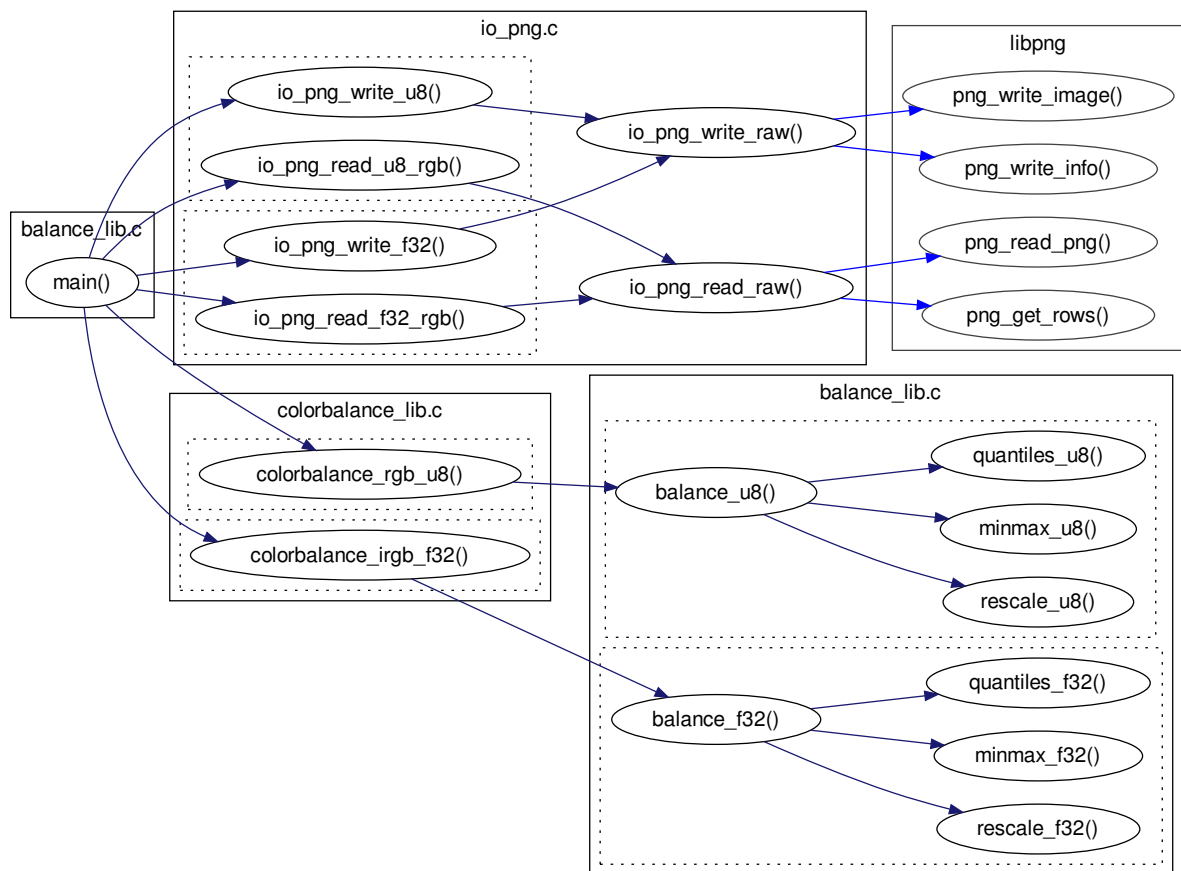 io_png.c
io_png_write_u8()
io_png_read_u8_rgb()
io_png_write_f32()
io_png_read_f32_rgb()
io_png_write_raw()
io_png_read_raw()
libpng
png_write_image()
png_write_info()
png_read_png()
png_get_rows()
balance_lib.c
main()
colorbalance_lib.c
colorbalance_rgb_u8()
colorbalance_irgb_f32()
balance_lib.c
balance_u8()
quantiles_u8()
minmax_u8()
rescale_u8()
balance_f32()
quantiles_f32()
minmax_f32()
rescale_f32()